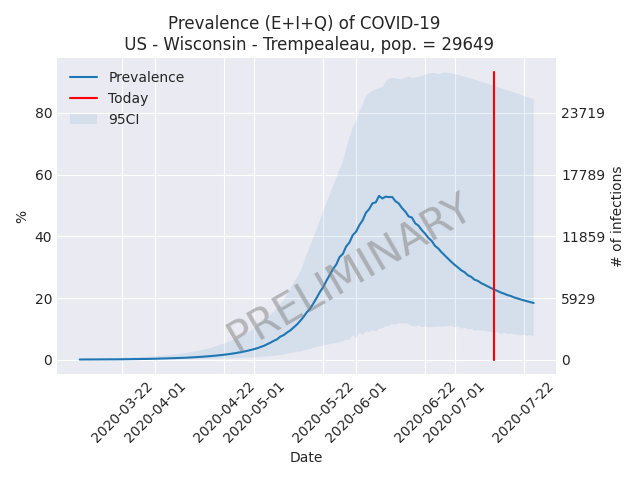 Prevalence (E+I+Q) of COVID-19
US - Wisconsin - Trempealeau, pop. = 29649
Prevalence
Today
95CI
80
60
40
20
0
%
23719
17789
11859
5929
0
# of infections
PRELIMINARY
2020-03-22
2020-04-01
2020-04-22
2020-05-01
2020-05-22
2020-06-01
2020-06-22
2020-07-01
2020-07-22
Date